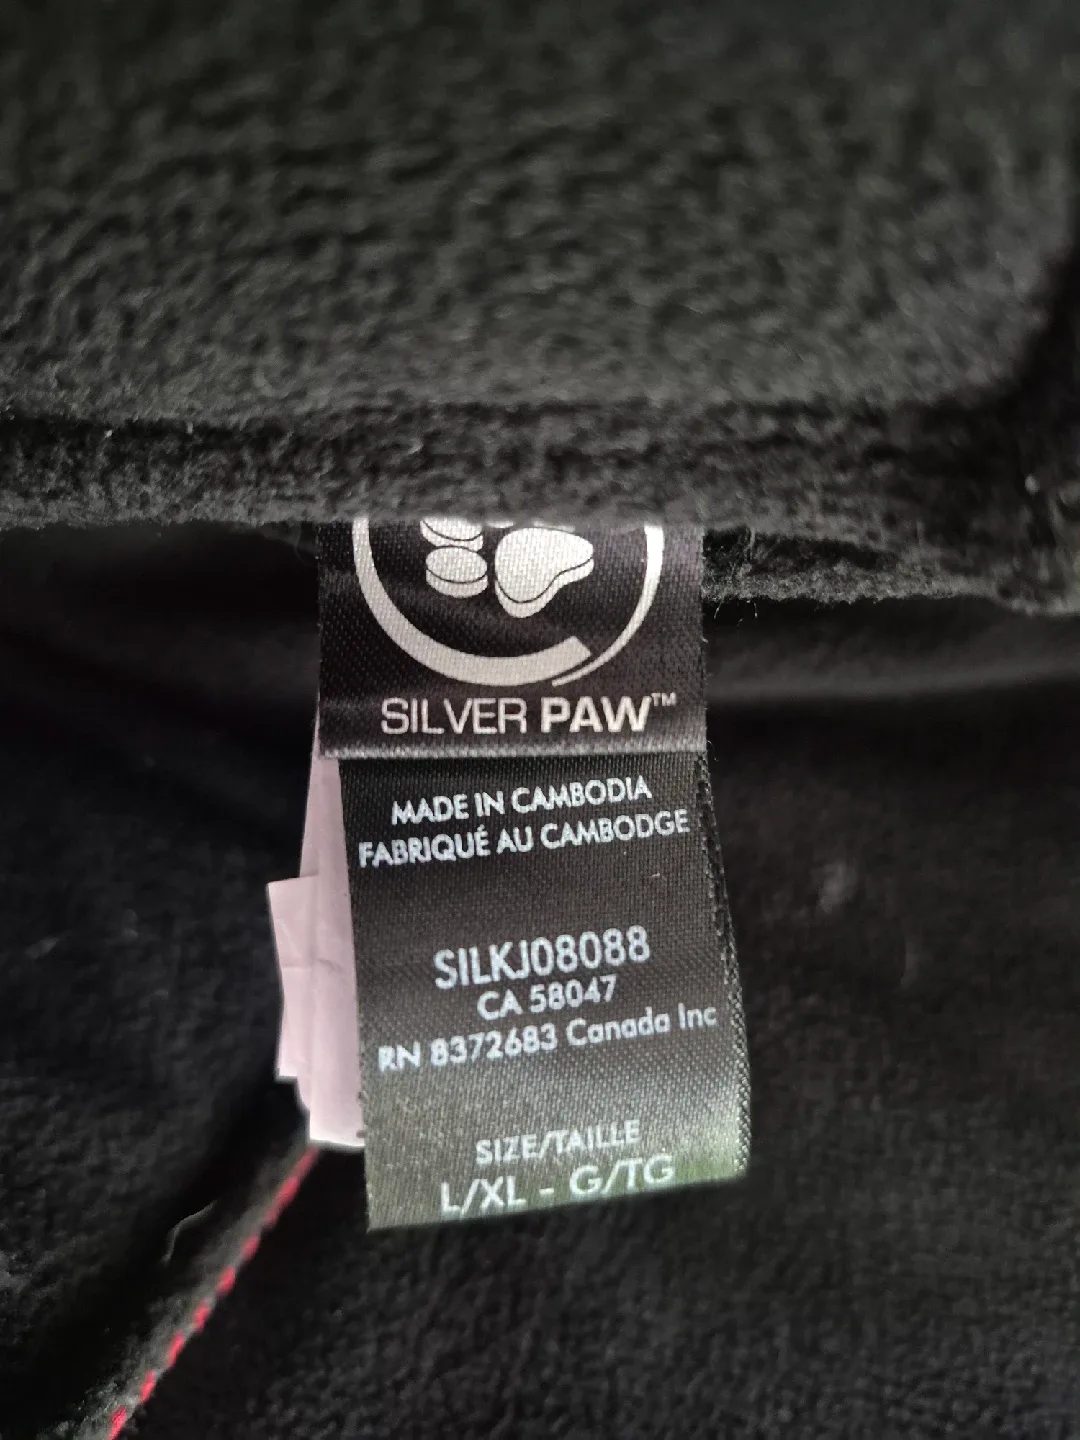 SILVER PAW™
MADE IN CAMBODIA
FABRIQUÉ AU CAMBODGE
SILKJ08088
CA 58047
RN 8372683 Canada Inc
SIZE/TAILLE
L/XL - G/TG